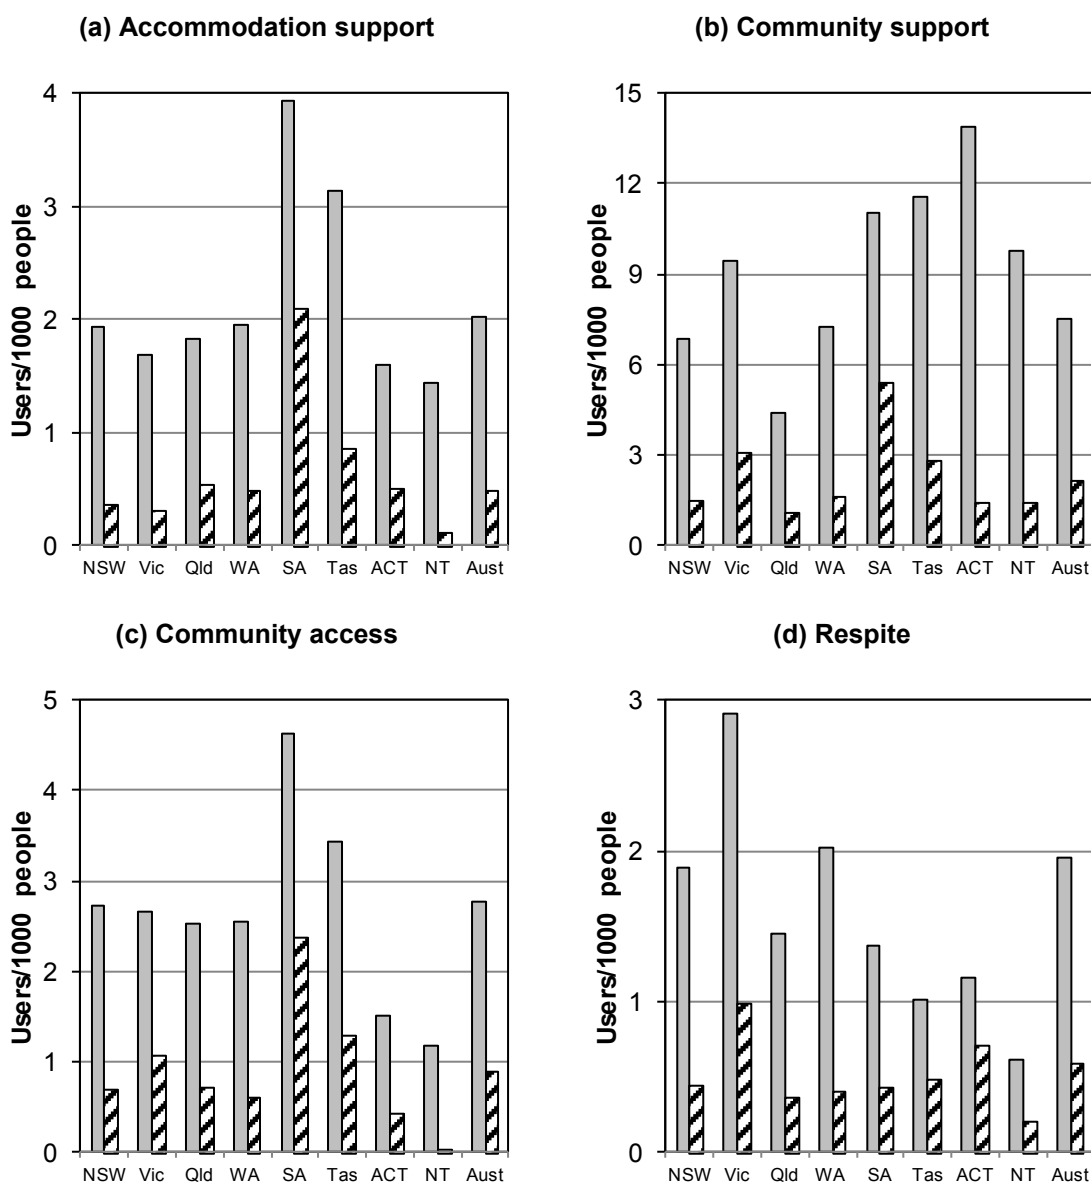 (a) Accommodation support
Users/1000 people
4
3
2
1
0
NSW Vic Qld WA SA Tas ACT NT Aust
(b) Community support
Users/1000 people
15
12
9
6
3
0
NSW Vic Qld WA SA Tas ACT NT Aust
(c) Community access
Users/1000 people
5
4
3
2
1
0
NSW Vic Qld WA SA Tas ACT NT Aust
(d) Respite
Users/1000 people
3
2
1
0
NSW Vic Qld WA SA Tas ACT NT Aust